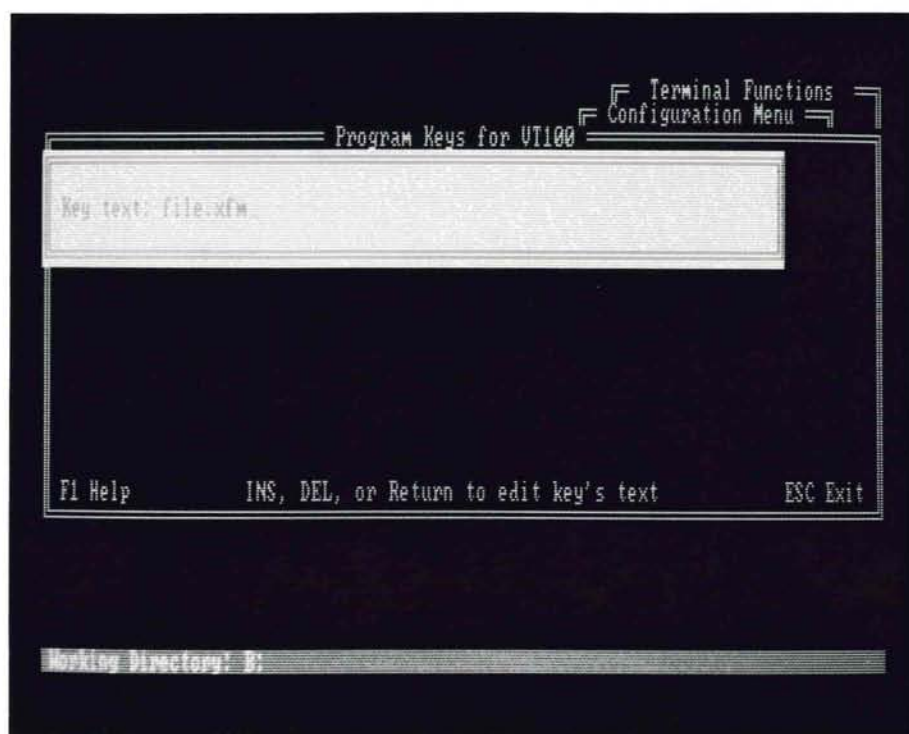 Terminal Functions
Configuration Menu
Program Keys for VT100
Key text: file.xfm_
F1 Help INS, DEL, or Return to edit key's text ESC Exit
Working Directory: B: